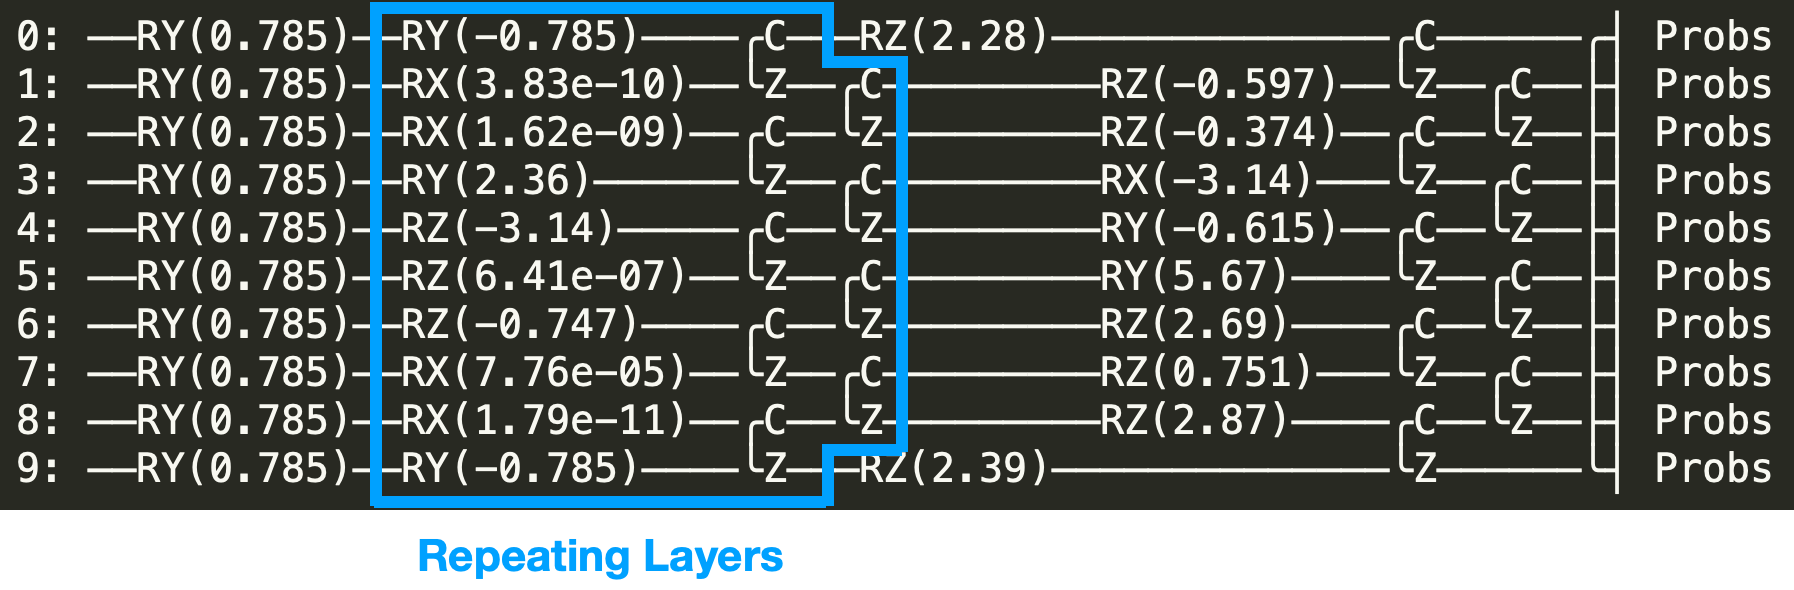 0: ──RY(0.785)──RY(−0.785)────╭C──RZ(2.28)──────────────╭C──────╭┤ Probs
1: ──RY(0.785)──RX(3.83e−10)──╰Z──╭C─────────RZ(−0.597)──╰Z──╭C──├┤ Probs
2: ──RY(0.785)──RX(1.62e−09)──╭C──╰Z─────────RZ(−0.374)──╭C──╰Z──├┤ Probs
3: ──RY(0.785)──RY(2.36)──────╰Z──╭C─────────RX(−3.14)───╰Z──╭C──├┤ Probs
4: ──RY(0.785)──RZ(−3.14)─────╭C──╰Z─────────RY(−0.615)──╭C──╰Z──├┤ Probs
5: ──RY(0.785)──RZ(6.41e−07)──╰Z──╭C─────────RY(5.67)────╰Z──╭C──├┤ Probs
6: ──RY(0.785)──RZ(−0.747)────╭C──╰Z─────────RZ(2.69)────╭C──╰Z──├┤ Probs
7: ──RY(0.785)──RX(7.76e−05)──╰Z──╭C─────────RZ(0.751)───╰Z──╭C──├┤ Probs
8: ──RY(0.785)──RX(1.79e−11)──╭C──╰Z─────────RZ(2.87)────╭C──╰Z──├┤ Probs
9: ──RY(0.785)──RY(−0.785)────╰Z──RZ(2.39)──────────────╰Z──────╰┤ Probs
Repeating Layers